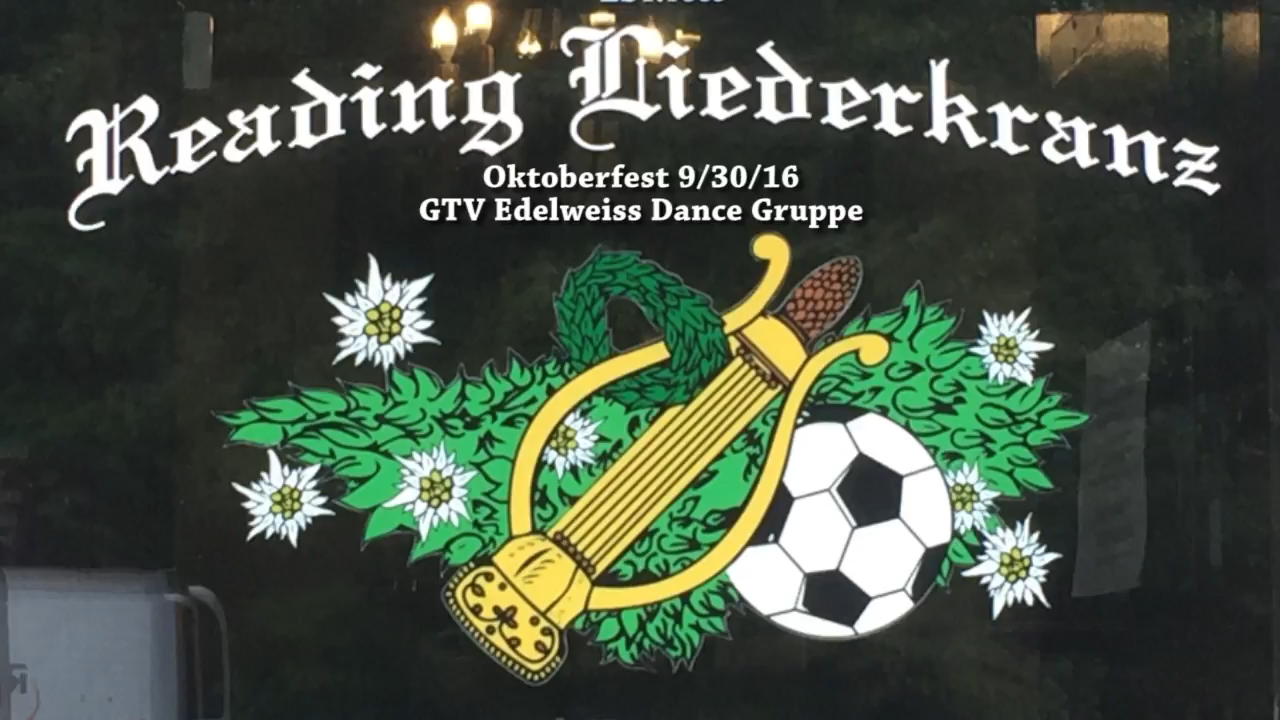 Reading Liederkranz
Oktoberfest 9/30/16
GTV Edelweiss Dance Gruppe